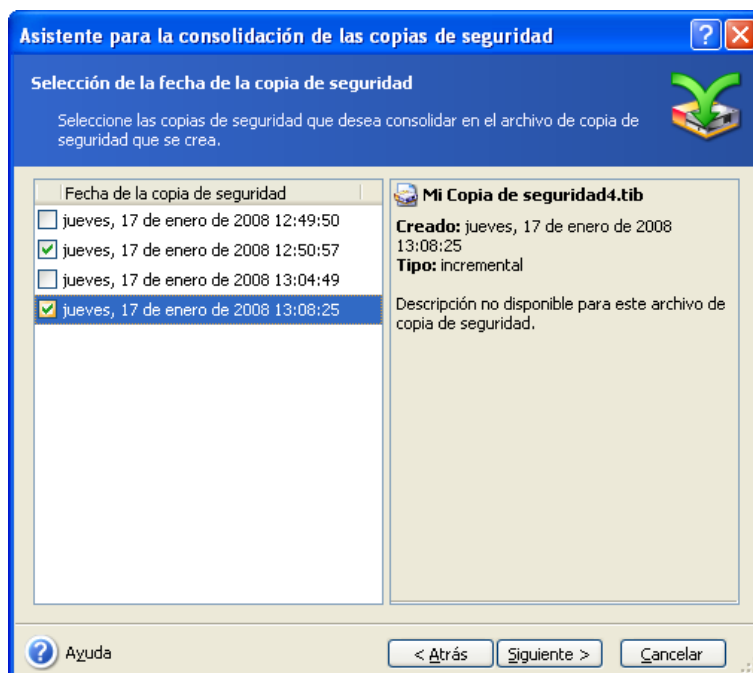 Asistente para la consolidación de las copias de seguridad
Selección de la fecha de la copia de seguridad
Seleccione las copias de seguridad que desea consolidar en el archivo de copia de
seguridad que se crea.
Fecha de la copia de seguridad
jueves, 17 de enero de 2008 12:49:50
jueves, 17 de enero de 2008 12:50:57
jueves, 17 de enero de 2008 13:04:49
jueves, 17 de enero de 2008 13:08:25
Mi Copia de seguridad4.tib
Creado: jueves, 17 de enero de 2008
13:08:25
Tipo: incremental
Descripción no disponible para este archivo de
copia de seguridad.
Ayuda
< Atrás
Siguiente >
Cancelar